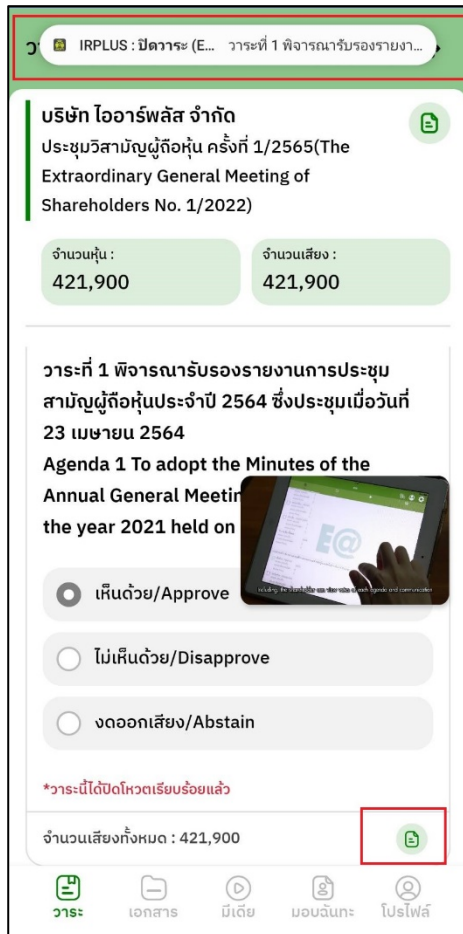 วา
IRPLUS : ปิดวาระ (E... วาระที่ 1 พิจารณารับรองรายงา...
บริษัท ไออาร์พลัส จำกัด
ประชุมวิสามัญผู้ถือหุ้น ครั้งที่ 1/2565(The
Extraordinary General Meeting of
Shareholders No. 1/2022)
จำนวนหุ้น :
421,900
จำนวนเสียง :
421,900
วาระที่ 1 พิจารณารับรองรายงานการประชุม
สามัญผู้ถือหุ้นประจำปี 2564 ซึ่งประชุมเมื่อวันที่
23 เมษายน 2564
Agenda 1 To adopt the Minutes of the
Annual General Meetin
the year 2021 held on
E@
Including, the shareholder can view votes of each agenda and communication
เห็นด้วย/Approve
ไม่เห็นด้วย/Disapprove
งดออกเสียง/Abstain
*วาระนี้ได้ปิดโหวตเรียบร้อยแล้ว
จำนวนเสียงทั้งหมด : 421,900
วาระ
เอกสาร
มีเดีย
มอบฉันทะ
โปรไฟล์